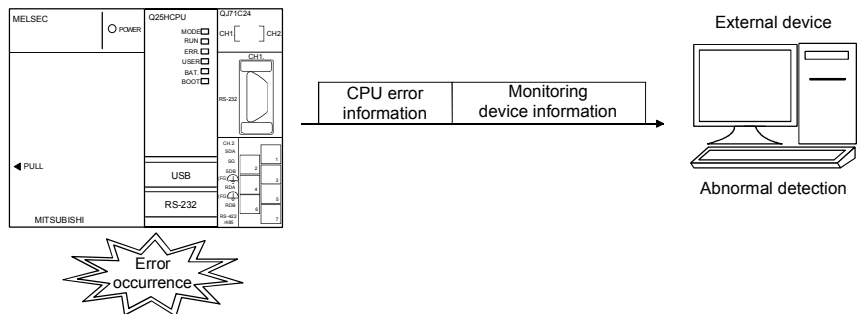 MELSEC
POWER
Q25HCPU
MODE
RUN
ERR.
USER
BAT.
BOOT
QJ71C24
CH1.
CH2
CH1.
RS-232
CH.2
SDA
SG
SDB
(FG)
RDA
(FG)
RDB
RS-422
/485
1
2
3
4
5
6
7
PULL
USB
RS-232
MITSUBISHI
Error
occurrence
CPU error
information
Monitoring
device information
External device
Abnormal detection